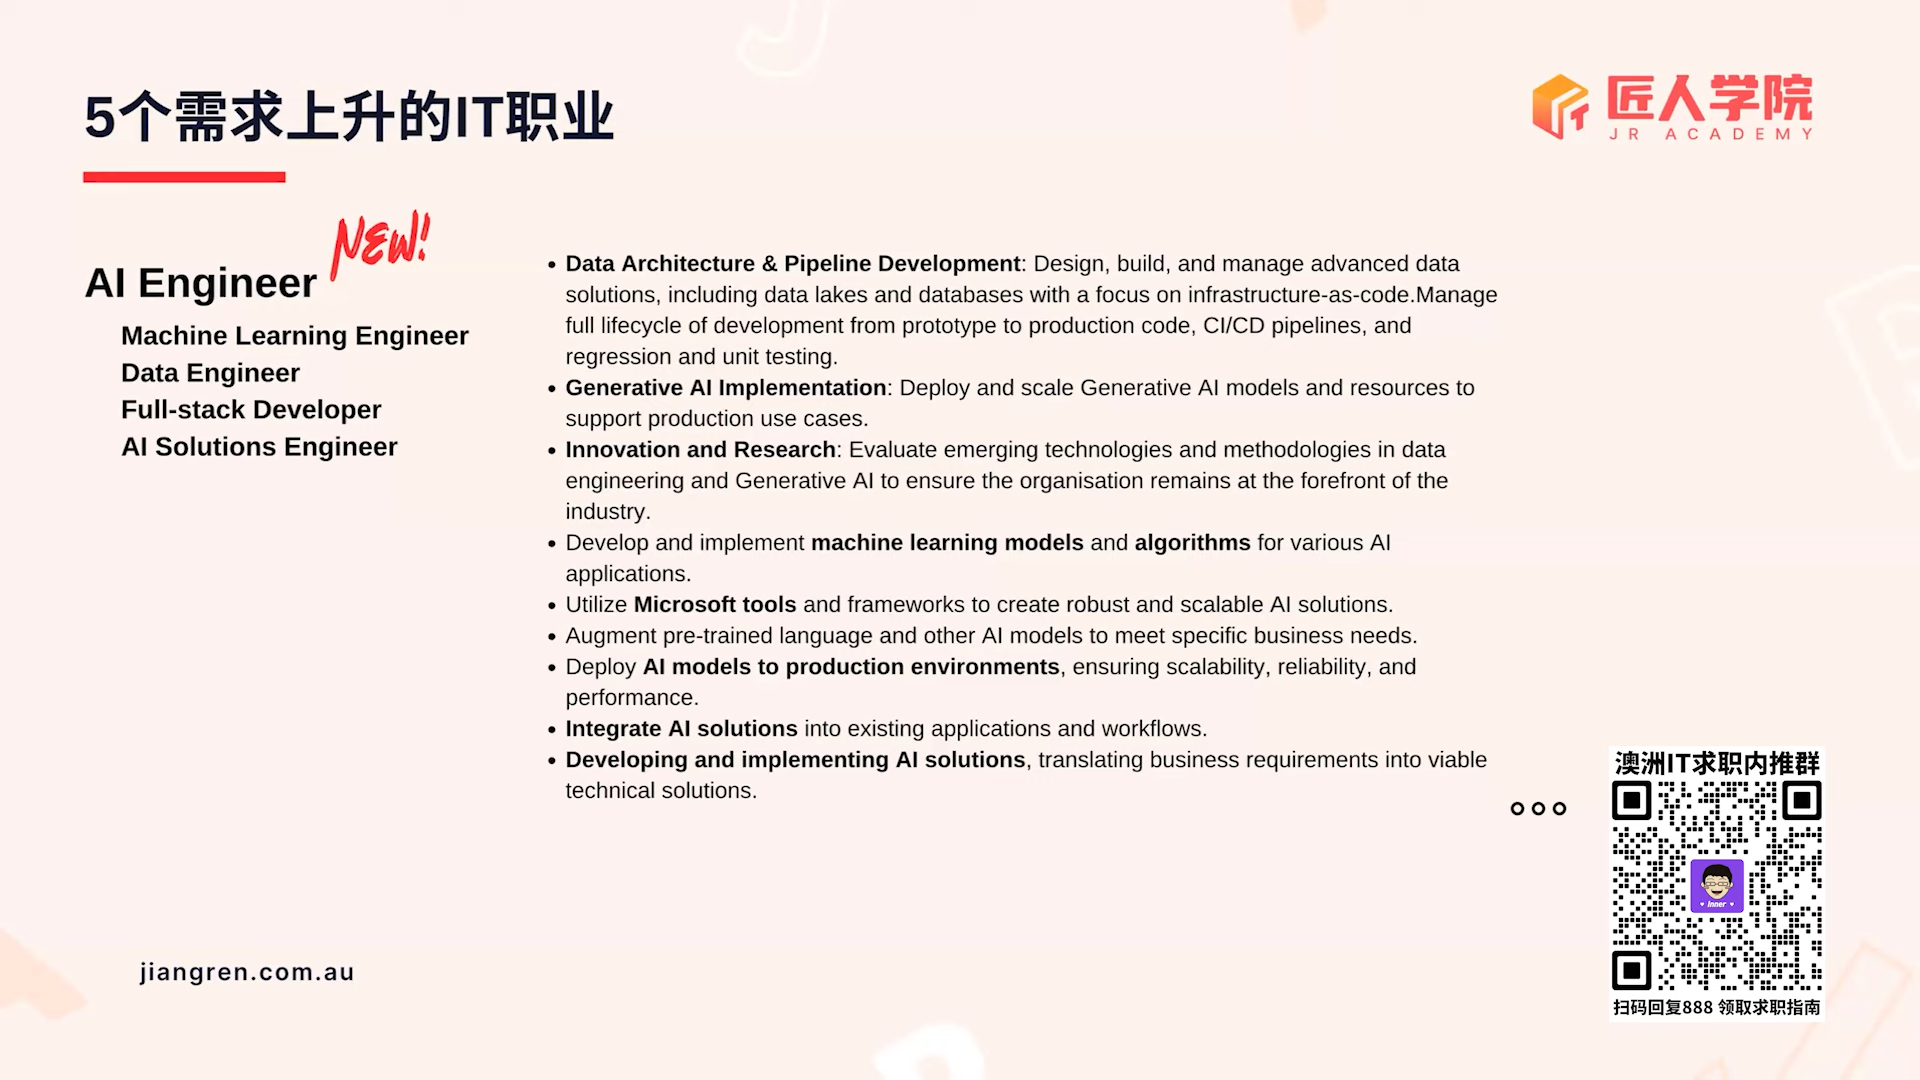 5个需求上升的IT职业
匠人学院
JR ACADEMY
NEW!
AI Engineer
Machine Learning Engineer
Data Engineer
Full-stack Developer
AI Solutions Engineer
• Data Architecture & Pipeline Development: Design, build, and manage advanced data
solutions, including data lakes and databases with a focus on infrastructure-as-code.Manage
full lifecycle of development from prototype to production code, CI/CD pipelines, and
regression and unit testing.
• Generative AI Implementation: Deploy and scale Generative AI models and resources to
support production use cases.
• Innovation and Research: Evaluate emerging technologies and methodologies in data
engineering and Generative AI to ensure the organisation remains at the forefront of the
industry.
• Develop and implement machine learning models and algorithms for various AI
applications.
• Utilize Microsoft tools and frameworks to create robust and scalable AI solutions.
• Augment pre-trained language and other AI models to meet specific business needs.
• Deploy AI models to production environments, ensuring scalability, reliability, and
performance.
• Integrate AI solutions into existing applications and workflows.
• Developing and implementing AI solutions, translating business requirements into viable
technical solutions.
澳洲IT求职内推群
Inner
扫码回复888 领取求职指南
jiangren.com.au